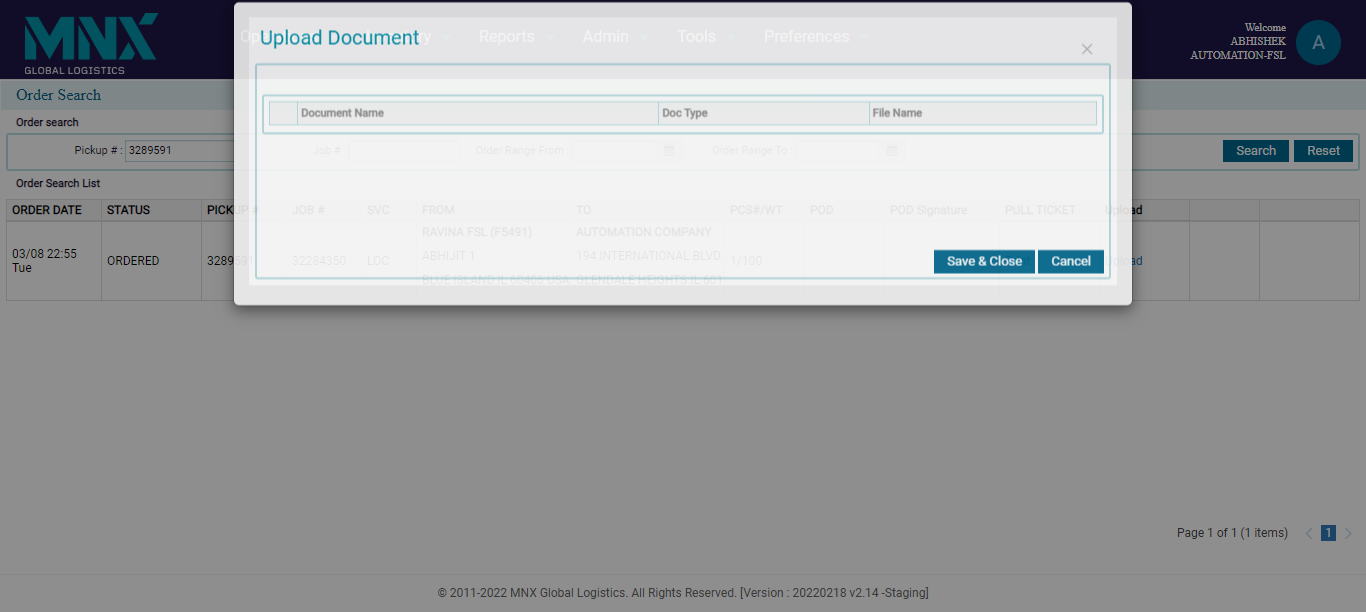 MNX
GLOBAL LOGISTICS
Reports
Admin
Tools
Preferences
Welcome
ABHISHEK
AUTOMATION-FSL
A
Upload Document
×
Order Search
Order search
Document Name Doc Type File Name
Pickup # : 3289591 Job # Order Range From : Order Range To : Search Reset
Order Search List
ORDER DATE STATUS PICKUP # JOB # SVC FROM TO PCS#/WT POD POD Signature PULL TICKET Upload
RAVINA FSL (F5491) AUTOMATION COMPANY
03/08 22:55
Tue
ORDERED 3289591 32284350 LOC ABHIJIT 1 194 INTERNATIONAL BLVD 1/100 Upload
BLUE ISLAND IL 60406 USA GLENDALE HEIGHTS IL 601
Save & Close Cancel
Page 1 of 1 (1 items) 1
© 2011-2022 MNX Global Logistics. All Rights Reserved. [Version : 20220218 v2.14 -Staging]